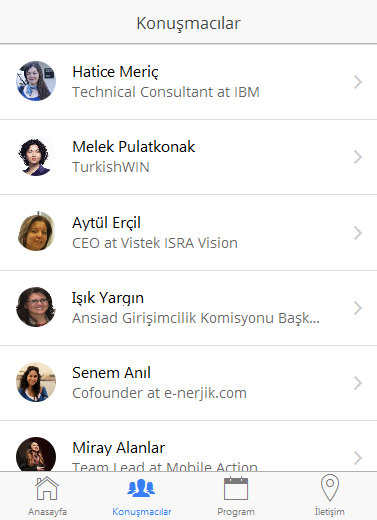 Konuşmacılar
Hatice Meriç
Technical Consultant at IBM
Melek Pulatkonak
TurkishWIN
Aytül Erçil
CEO at Vistek ISRA Vision
Işık Yargın
Ansiad Girişimcilik Komisyonu Başk...
Senem Anıl
Cofounder at e-nerjik.com
Miray Alanlar
Team Lead at Mobile Action
Anasayfa
Konuşmacılar
Program
İletişim